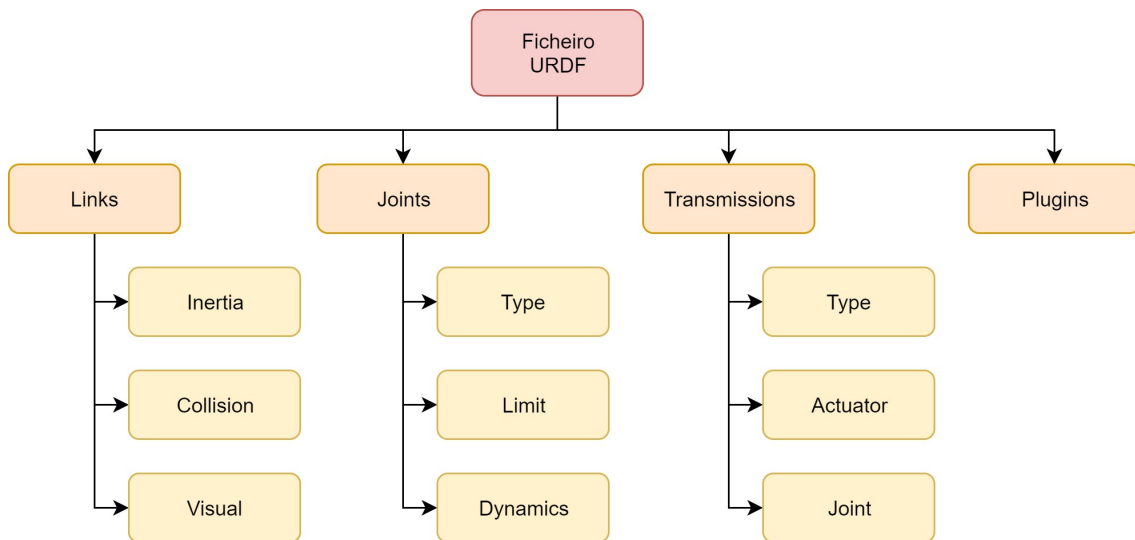 Ficheiro
URDF
Links
Joints
Transmissions
Plugins
Inertia
Type
Type
Collision
Limit
Actuator
Visual
Dynamics
Joint